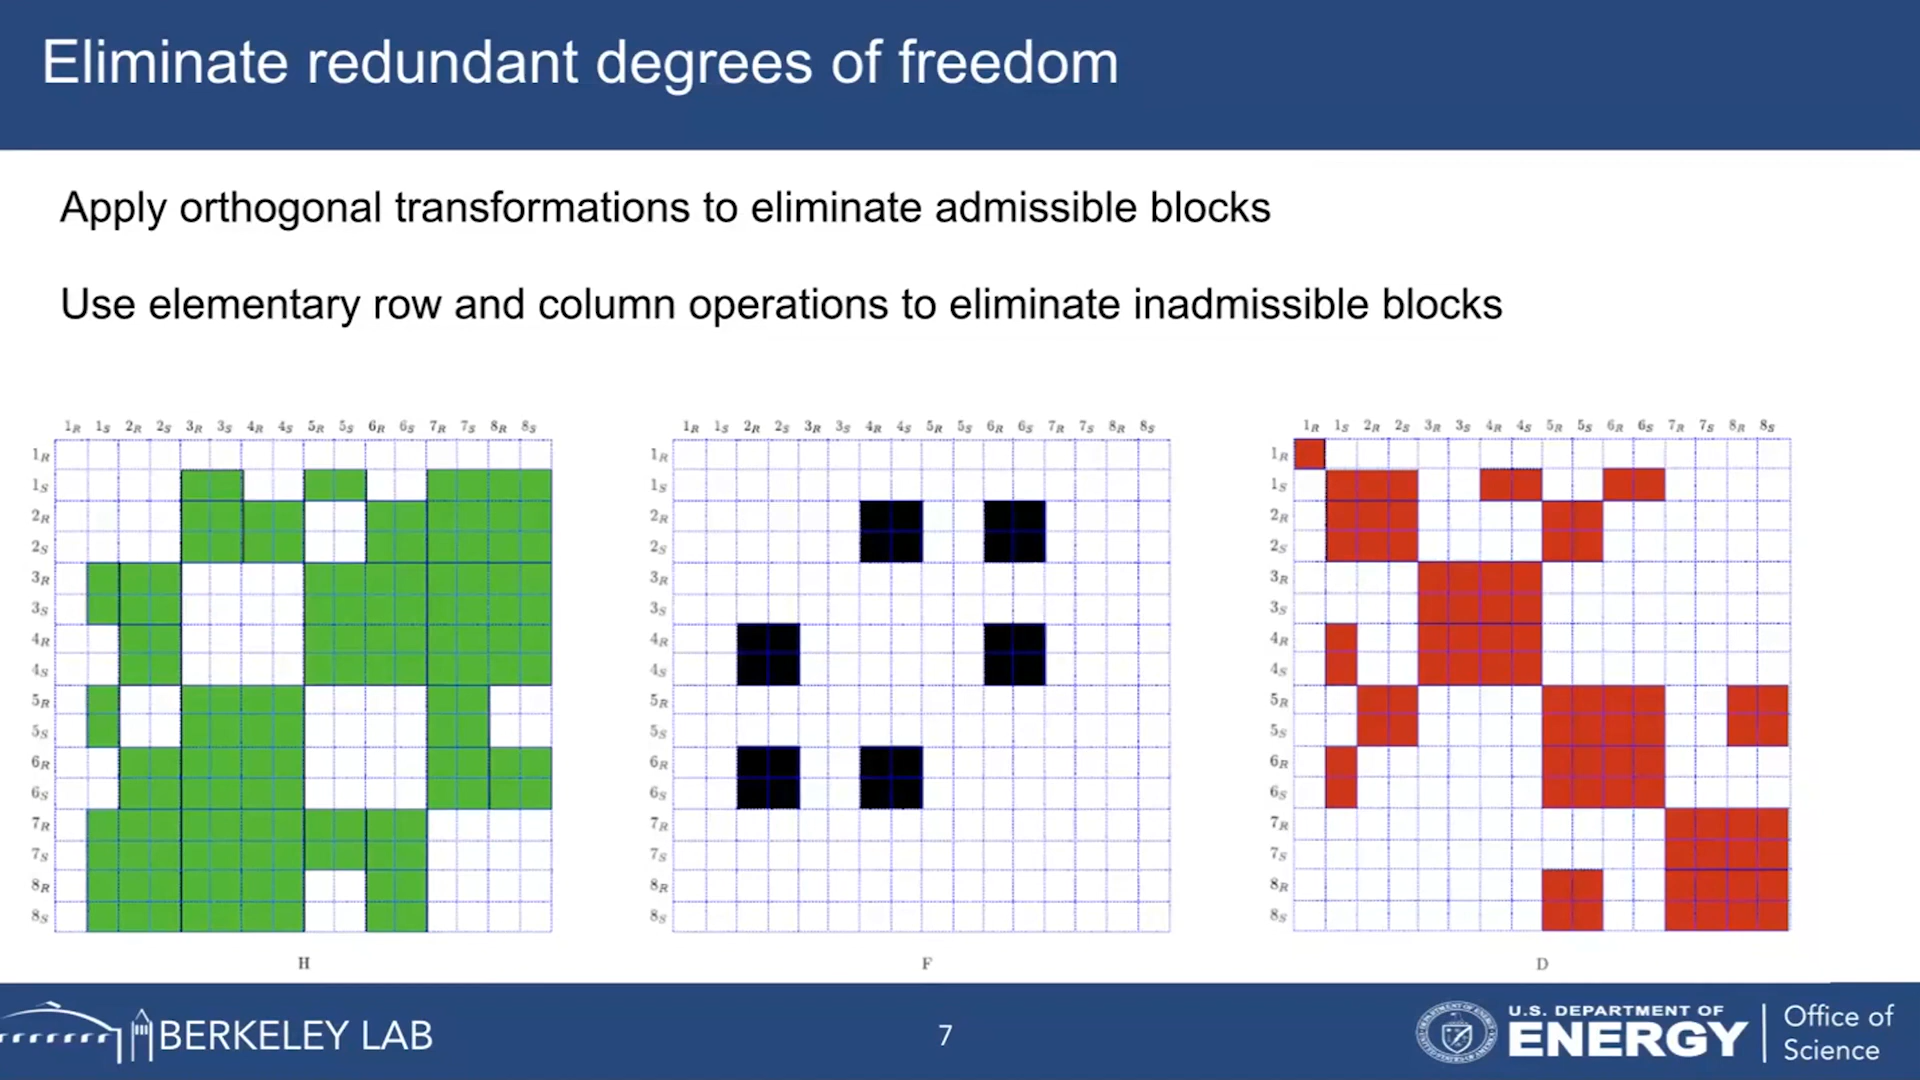 Eliminate redundant degrees of freedom
Apply orthogonal transformations to eliminate admissible blocks
Use elementary row and column operations to eliminate inadmissible blocks
1R 1S 2R 2S 3R 3S 4R 4S 5R 5S 6R 6S 7R 7S 8R 8S
1R
1S
2R
2S
3R
3S
4R
4S
5R
5S
6R
6S
7R
7S
8R
8S
H
1R 1S 2R 2S 3R 3S 4R 4S 5R 5S 6R 6S 7R 7S 8R 8S
1R
1S
2R
2S
3R
3S
4R
4S
5R
5S
6R
6S
7R
7S
8R
8S
F
1R 1S 2R 2S 3R 3S 4R 4S 5R 5S 6R 6S 7R 7S 8R 8S
1R
1S
2R
2S
3R
3S
4R
4S
5R
5S
6R
6S
7R
7S
8R
8S
D
BERKELEY LAB
7
U.S. DEPARTMENT OF
ENERGY
Office of
Science